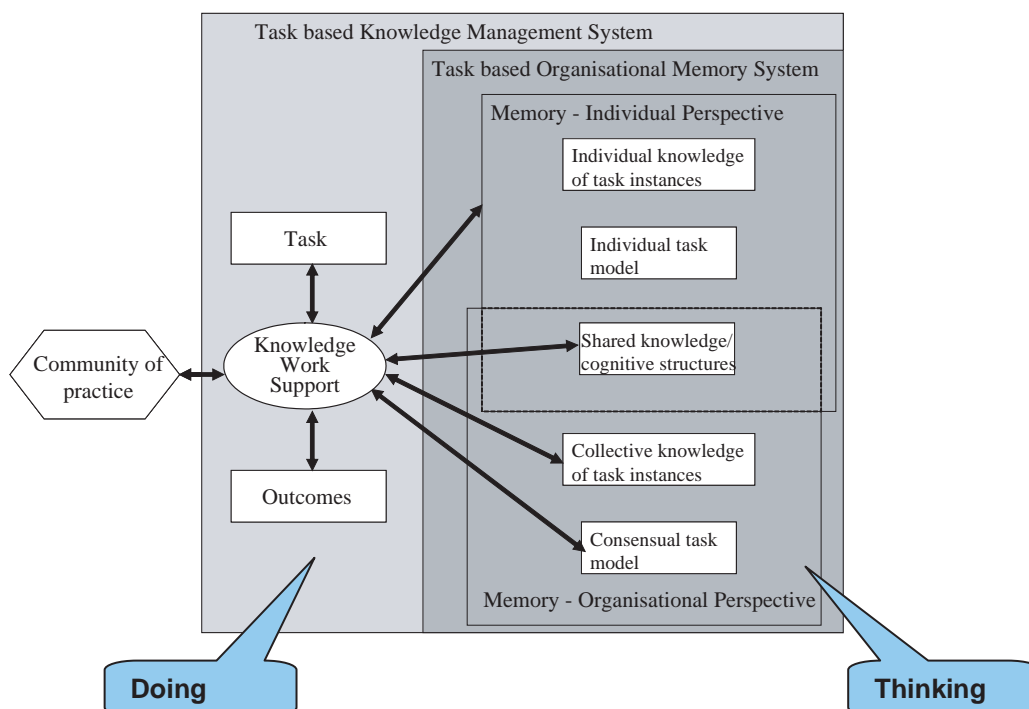 Task based Knowledge Management System
Task based Organisational Memory System
Memory - Individual Perspective
Individual knowledge
of task instances
Individual task
model
Task
Shared knowledge/
cognitive structures
Knowledge
Work
Support
Community of
practice
Collective knowledge
of task instances
Outcomes
Consensual task
model
Memory - Organisational Perspective
Doing
Thinking